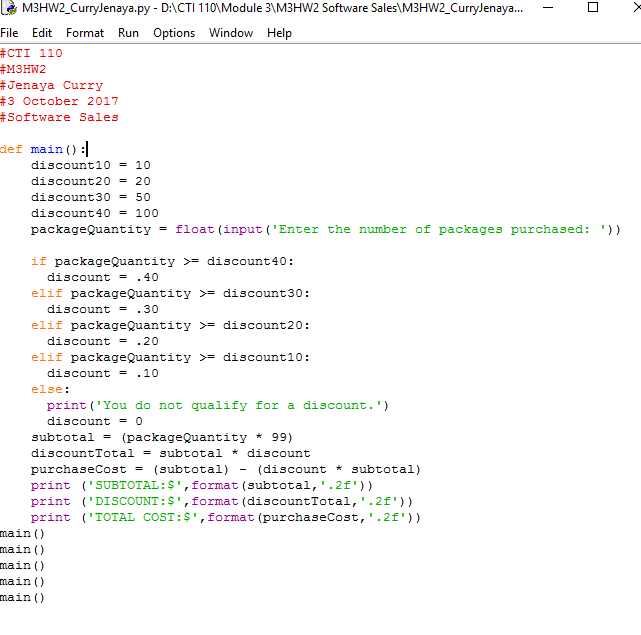 M3HW2_CurryJenaya.py - D:\CTI 110\Module 3\M3HW2 Software Sales\M3HW2_CurryJenaya...
File Edit Format Run Options Window Help
#CTI 110
#M3HW2
#Jenaya Curry
#3 October 2017
#Software Sales

def main():
    discount10 = 10
    discount20 = 20
    discount30 = 50
    discount40 = 100
    packageQuantity = float(input('Enter the number of packages purchased: '))

    if packageQuantity >= discount40:
      discount = .40
    elif packageQuantity >= discount30:
      discount = .30
    elif packageQuantity >= discount20:
      discount = .20
    elif packageQuantity >= discount10:
      discount = .10
    else:
      print('You do not qualify for a discount.')
      discount = 0
    subtotal = (packageQuantity * 99)
    discountTotal = subtotal * discount
    purchaseCost = (subtotal) - (discount * subtotal)
    print ('SUBTOTAL:$',format(subtotal,'.2f'))
    print ('DISCOUNT:$',format(discountTotal,'.2f'))
    print ('TOTAL COST:$',format(purchaseCost,'.2f'))
main()
main()
main()
main()
main()